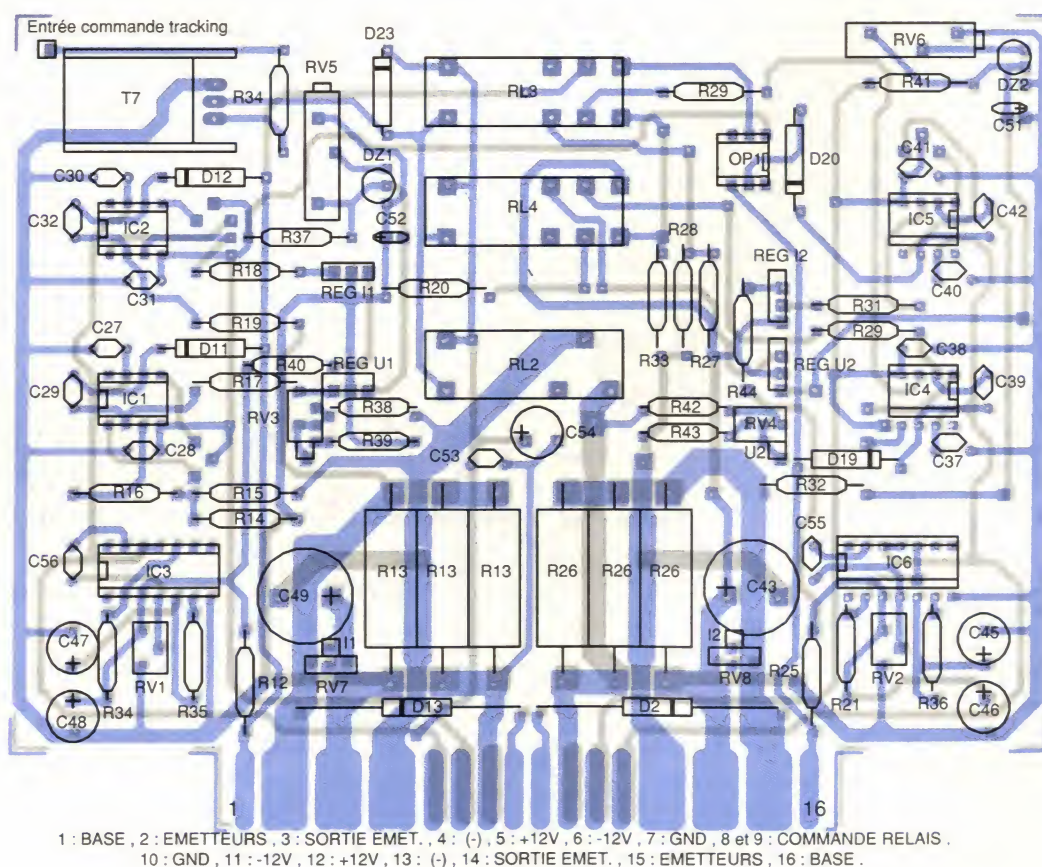 Entrée commande tracking
D23
RV6
T7
R34
RV5
RL3
R29
R41
DZ2
C51
DZ1
OP1
D20
C41
C30
D12
C32
IC2
RL4
IC5
C42
C52
R37
R28
C31
R18
REG I1
R20
REG I2
C40
R31
C27
R19
R29
D11
REG U1
R33
R27
REG U2
C38
R40
RL2
R44
C29
IC1
R17
IC4
C39
RV3
R38
R42
RV4
C54
C28
R39
R43
U2
C37
C53
D19
R16
R15
R32
R14
C55
C56
IC3
R13
R13
R13
R26
R26
R26
IC6
C49
C43
C47
I1
I2
C45
RV1
R12
RV7
RV8
R25
RV2
C48
R34
R35
D13
D2
R21
R36
C46
1
16
1 : BASE , 2 : EMETTEURS , 3 : SORTIE EMET. , 4 : (-) , 5 : +12V , 6 : -12V , 7 : GND , 8 et 9 : COMMANDE RELAIS .
10 : GND , 11 : -12V , 12 : +12V , 13 : (-) , 14 : SORTIE EMET. , 15 : EMETTEURS , 16 : BASE .